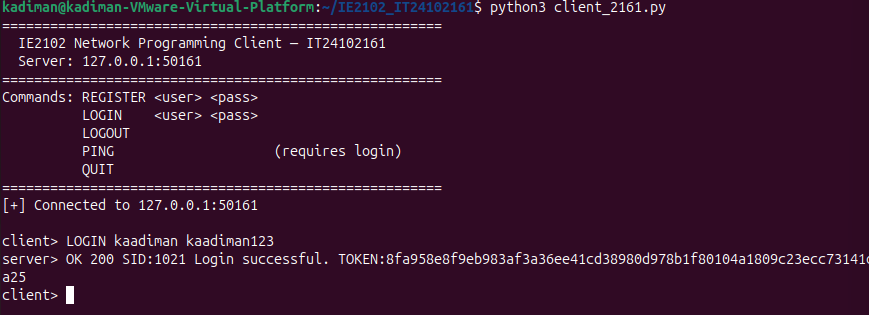 kadiman@kadiman-VMware-Virtual-Platform:~/IE2102_IT24102161$ python3 client_2161.py
=======================================================
  IE2102 Network Programming Client — IT24102161
  Server: 127.0.0.1:50161
=======================================================
Commands: REGISTER <user> <pass>
          LOGIN    <user> <pass>
          LOGOUT
          PING                    (requires login)
          QUIT
=======================================================
[+] Connected to 127.0.0.1:50161

client> LOGIN kaadiman kaadiman123
server> OK 200 SID:1021 Login successful. TOKEN:8fa958e8f9eb983af3a36ee41cd38980d978b1f80104a1809c23ecc73141
a25
client>